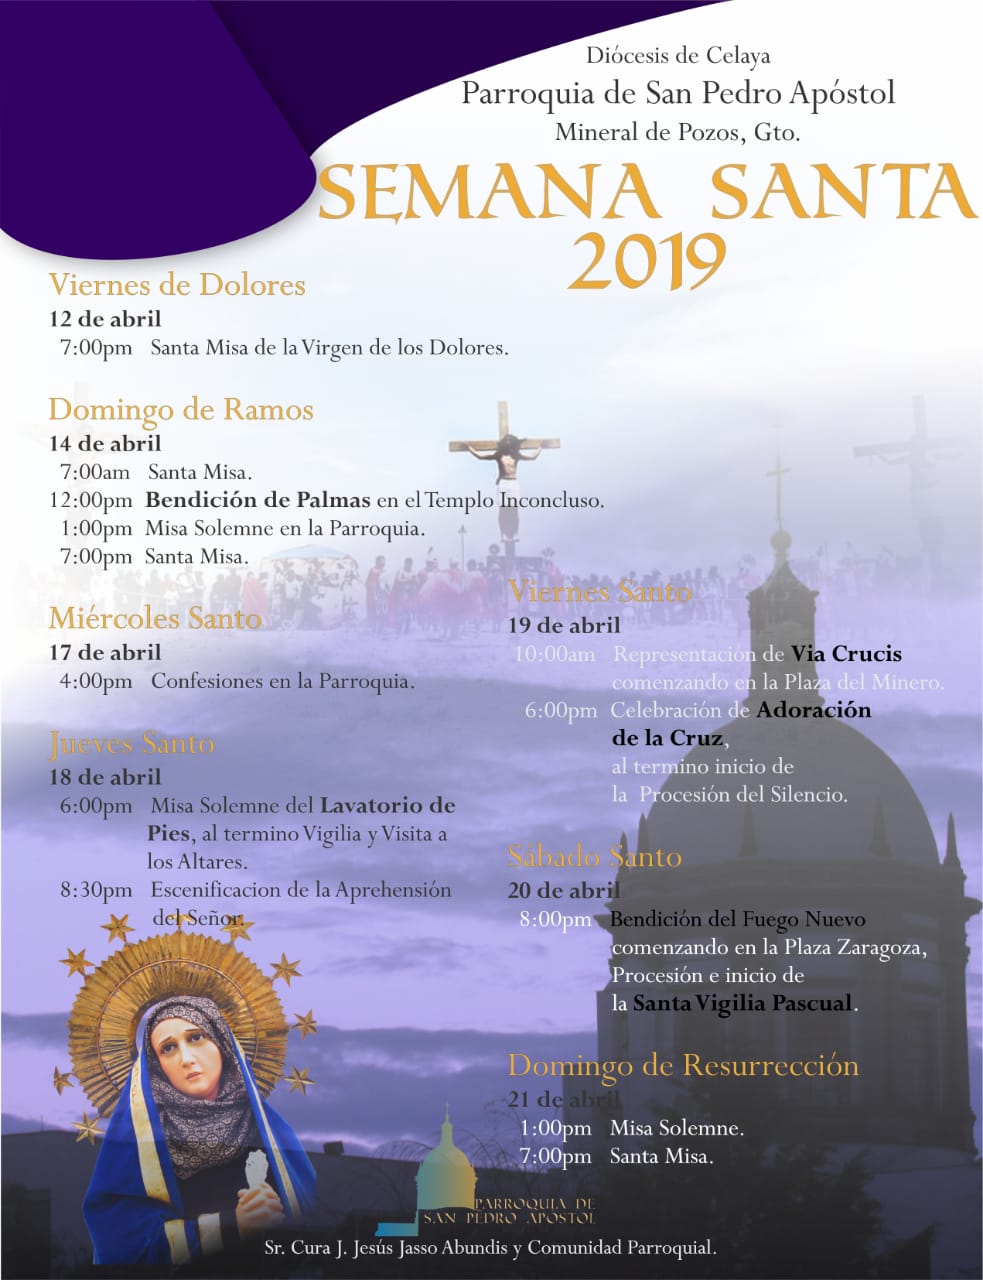 Diócesis de Celaya
Parroquia de San Pedro Apóstol
Mineral de Pozos, Gto.
SEMANA SANTA
2019
Viernes de Dolores
12 de abril
7:00pm Santa Misa de la Virgen de los Dolores.
Domingo de Ramos
14 de abril
7:00am Santa Misa.
12:00pm Bendición de Palmas en el Templo Inconcluso.
1:00pm Misa Solemne en la Parroquia.
7:00pm Santa Misa.
Miércoles Santo
17 de abril
4:00pm Confesiones en la Parroquia.
Jueves Santo
18 de abril
6:00pm Misa Solemne del Lavatorio de
Pies, al termino Vigilia y Visita a
los Altares.
8:30pm Escenificacion de la Aprehensión
del Señor.
Viernes Santo
19 de abril
10:00am Representación de Via Crucis
comenzando en la Plaza del Minero.
6:00pm Celebración de Adoración
de la Cruz,
al termino inicio de
la Procesión del Silencio.
Sábado Santo
20 de abril
8:00pm Bendición del Fuego Nuevo
comenzando en la Plaza Zaragoza,
Procesión e inicio de
la Santa Vigilia Pascual.
Domingo de Resurrección
21 de abril
1:00pm Misa Solemne.
7:00pm Santa Misa.
PARROQUIA DE
SAN PEDRO APOSTOL
Sr. Cura J. Jesús Jasso Abundis y Comunidad Parroquial.